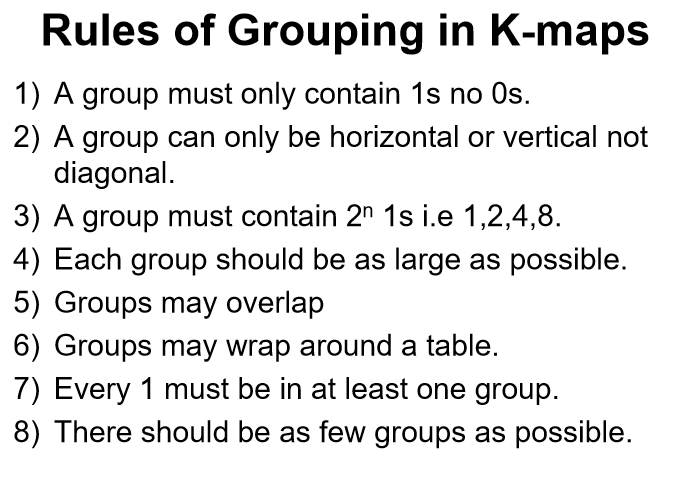 Rules of Grouping in K-maps
1) A group must only contain 1s no 0s.
2) A group can only be horizontal or vertical not
diagonal.
3) A group must contain 2ⁿ 1s i.e 1,2,4,8.
4) Each group should be as large as possible.
5) Groups may overlap
6) Groups may wrap around a table.
7) Every 1 must be in at least one group.
8) There should be as few groups as possible.